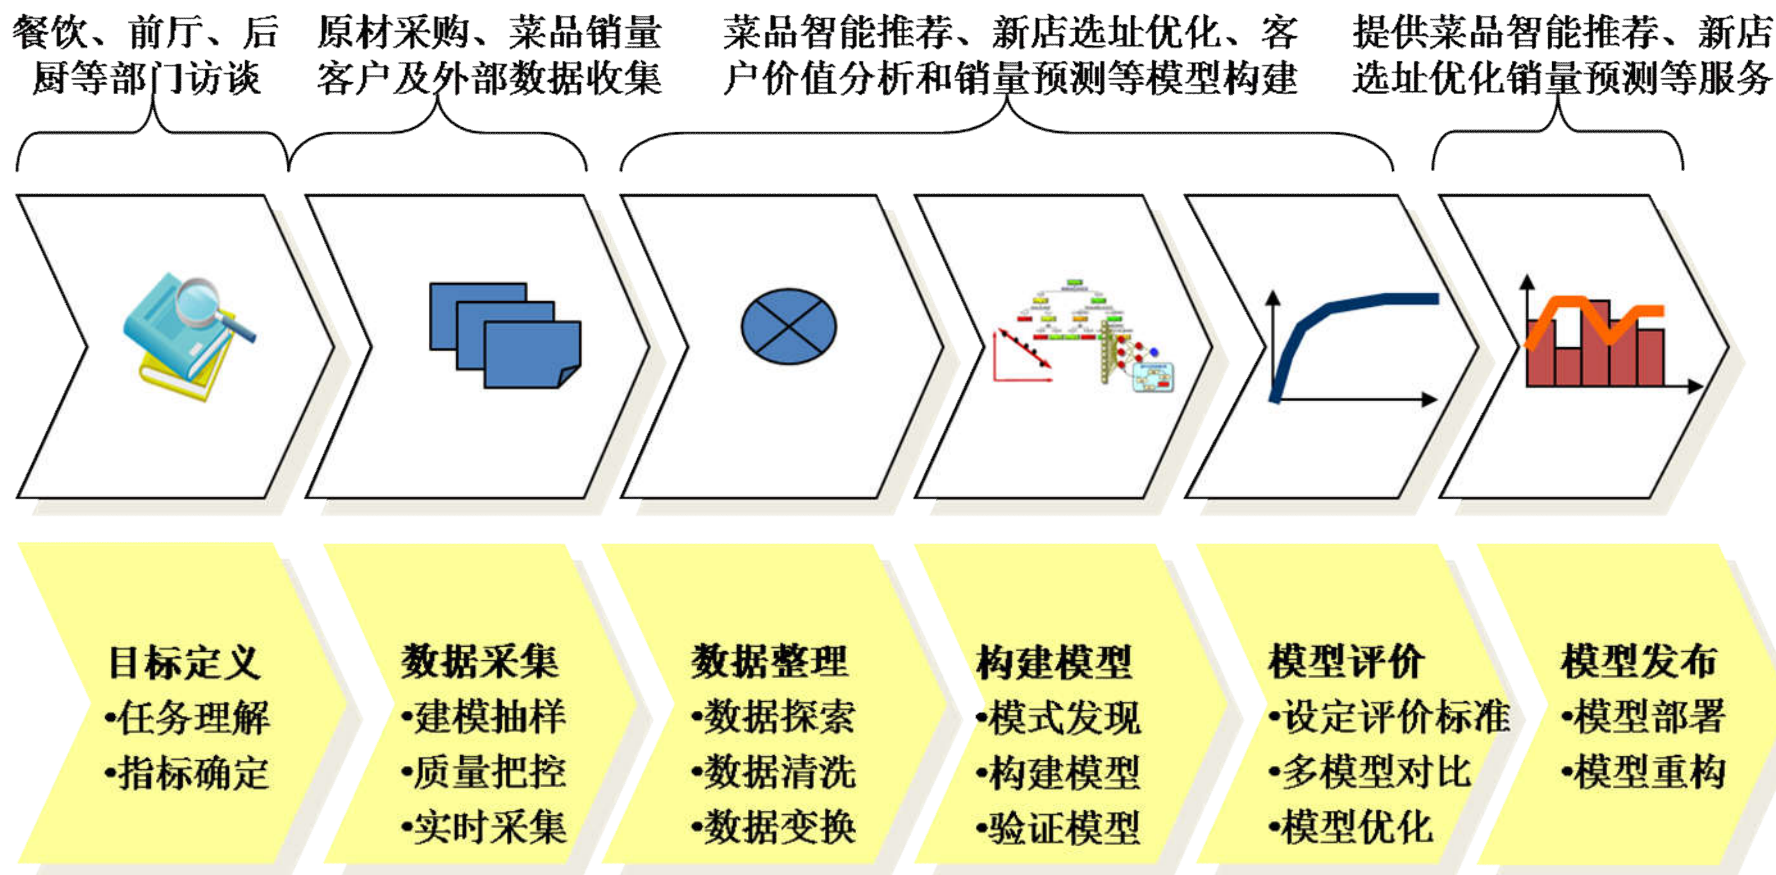 餐饮、前厅、后
厨等部门访谈
原材采购、菜品销量
客户及外部数据收集
菜品智能推荐、新店选址优化、客
户价值分析和销量预测等模型构建
提供菜品智能推荐、新店
选址优化销量预测等服务
目标定义
•任务理解
•指标确定
数据采集
•建模抽样
•质量把控
•实时采集
数据整理
•数据探索
•数据清洗
•数据变换
构建模型
•模式发现
•构建模型
•验证模型
模型评价
•设定评价标准
•多模型对比
•模型优化
模型发布
•模型部署
•模型重构